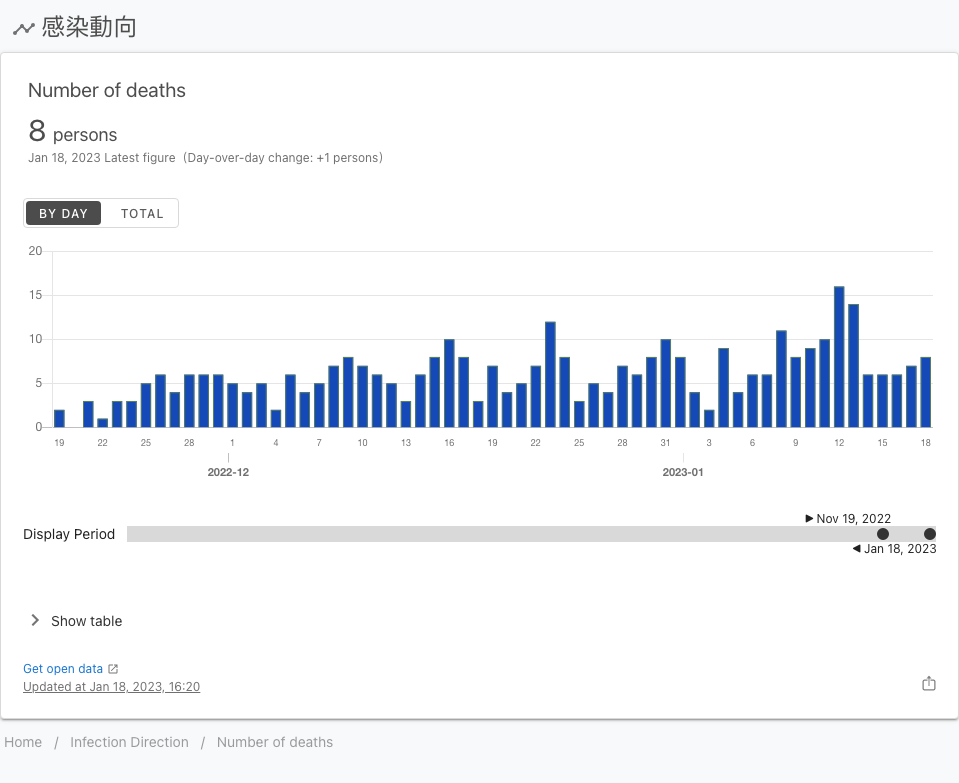 感染動向
Number of deaths
8 persons
Jan 18, 2023 Latest figure (Day-over-day change: +1 persons)
BY DAY TOTAL
20
15
10
5
0
19 22 25 28 1 4 7 10 13 16 19 22 25 28 31 3 6 9 12 15 18
2022-12 2023-01
Nov 19, 2022
Display Period
Jan 18, 2023
Show table
Get open data
Updated at Jan 18, 2023, 16:20
Home / Infection Direction / Number of deaths